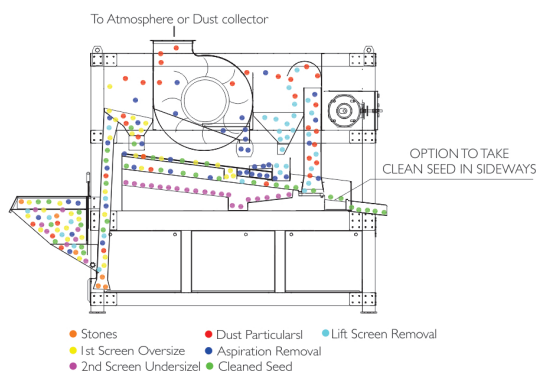 To Atmosphere or Dust collector
OPTION TO TAKE
CLEAN SEED IN SIDEWAYS
Stones
Dust Particularsl
Lift Screen Removal
1st Screen Oversize
Aspiration Removal
2nd Screen Undersizel
Cleaned Seed